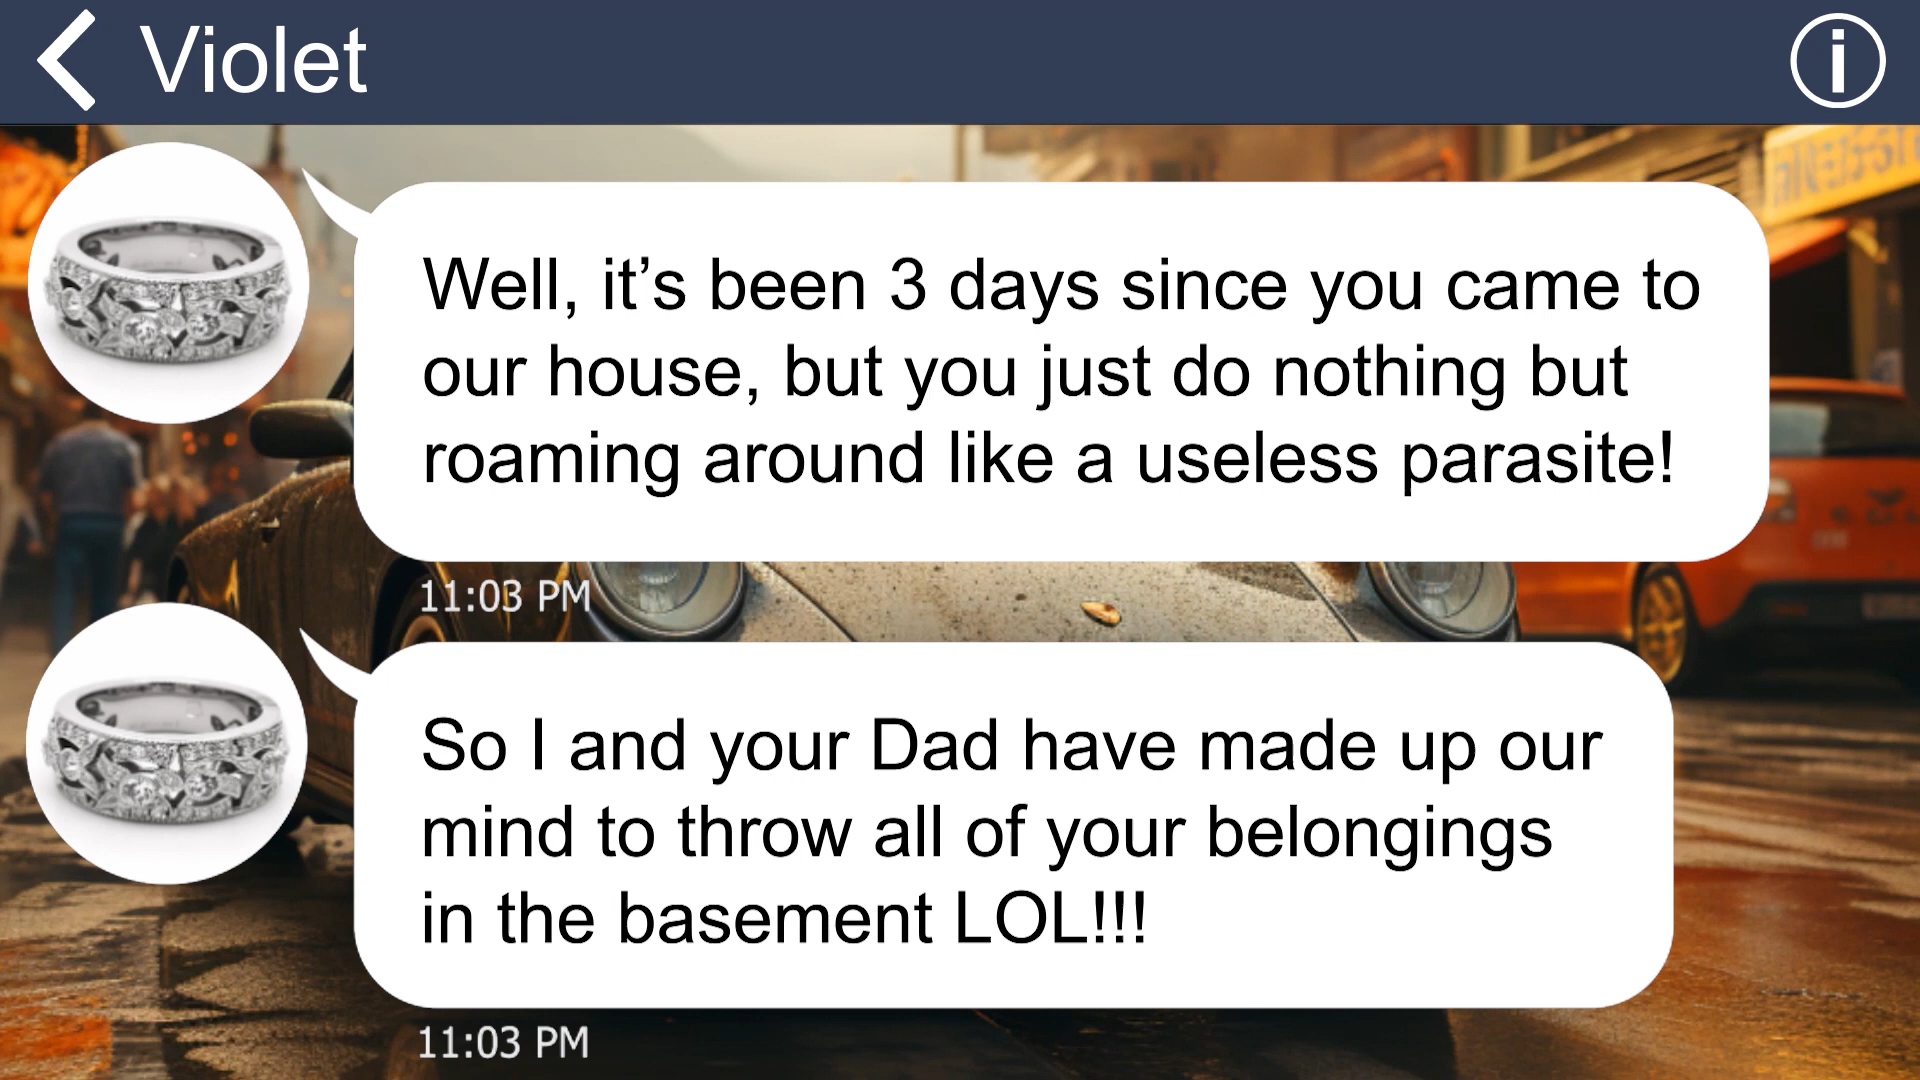 Violet
Well, it’s been 3 days since you came to
our house, but you just do nothing but
roaming around like a useless parasite!
11:03 PM
So I and your Dad have made up our
mind to throw all of your belongings
in the basement LOL!!!
11:03 PM